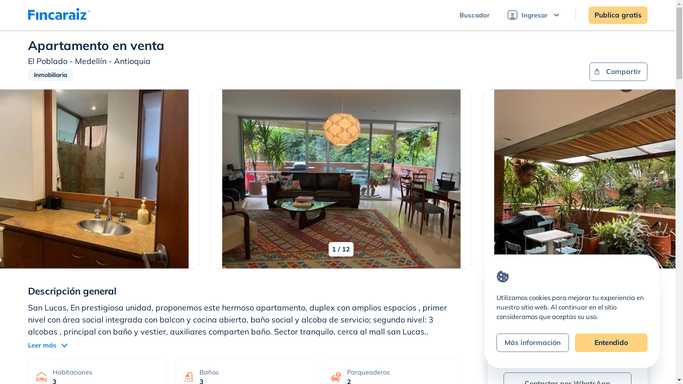 Fincaraiz
Buscador
Ingresar
Publica gratis
Apartamento en venta
El Poblado - Medellín - Antioquia
Inmobiliaria
Compartir
1 / 12
Descripción general
San Lucas. En prestigiosa unidad, proponemos este hermoso apartamento, duplex con amplios espacios , primer
nivel con área social integrada con balcon y cocina abierta, baño social y alcoba de servicio; segundo nivel: 3
alcobas , principal con baño y vestier, auxiliares comparten baño. Sector tranquilo, cerca al mall san Lucas..
Leer más
Utilizamos cookies para mejorar tu experiencia en
nuestro sitio web. Al continuar en el sitio
consideramos que aceptas su uso.
Más información
Entendido
Habitaciones
3
Baños
3
Parqueaderos
2
Contactar por WhatsApp